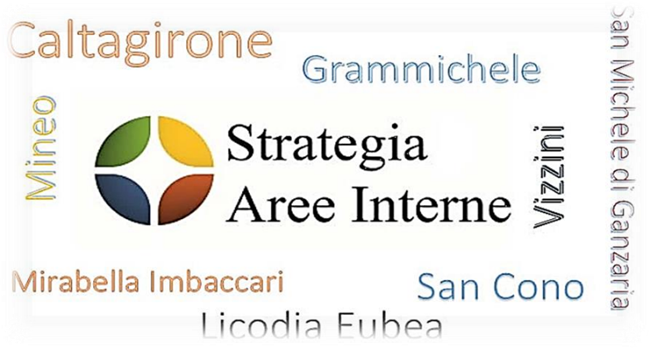 Caltagirone
Grammichele
San Michele di Ganzaria
Mineo
Strategia
Aree Interne
Vizzini
Mirabella Imbaccari
San Cono
Licodia Eubea